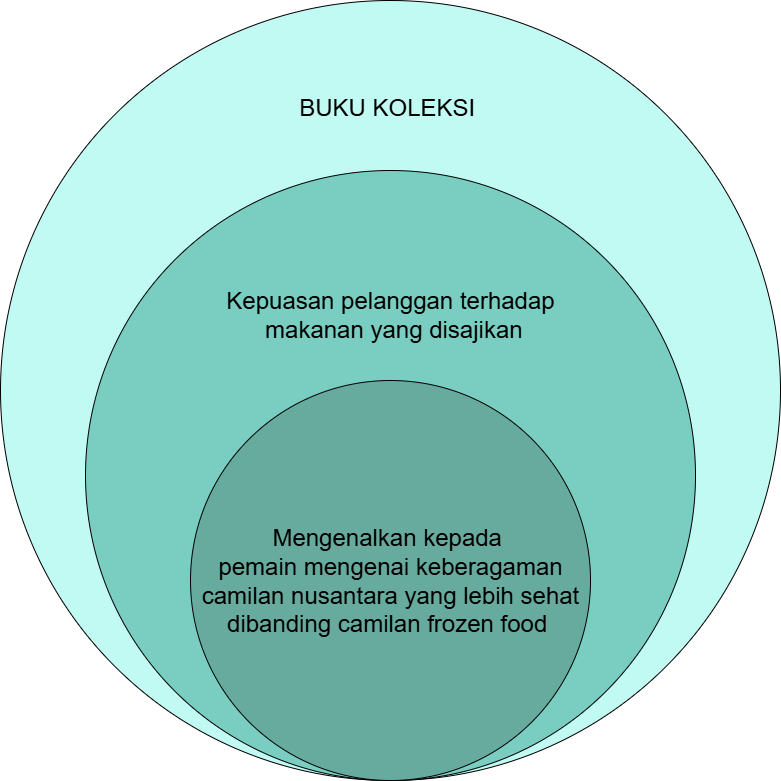 BUKU KOLEKSI
Kepuasan pelanggan terhadap
makanan yang disajikan
Mengenalkan kepada
pemain mengenai keberagaman
camilan nusantara yang lebih sehat
dibanding camilan frozen food